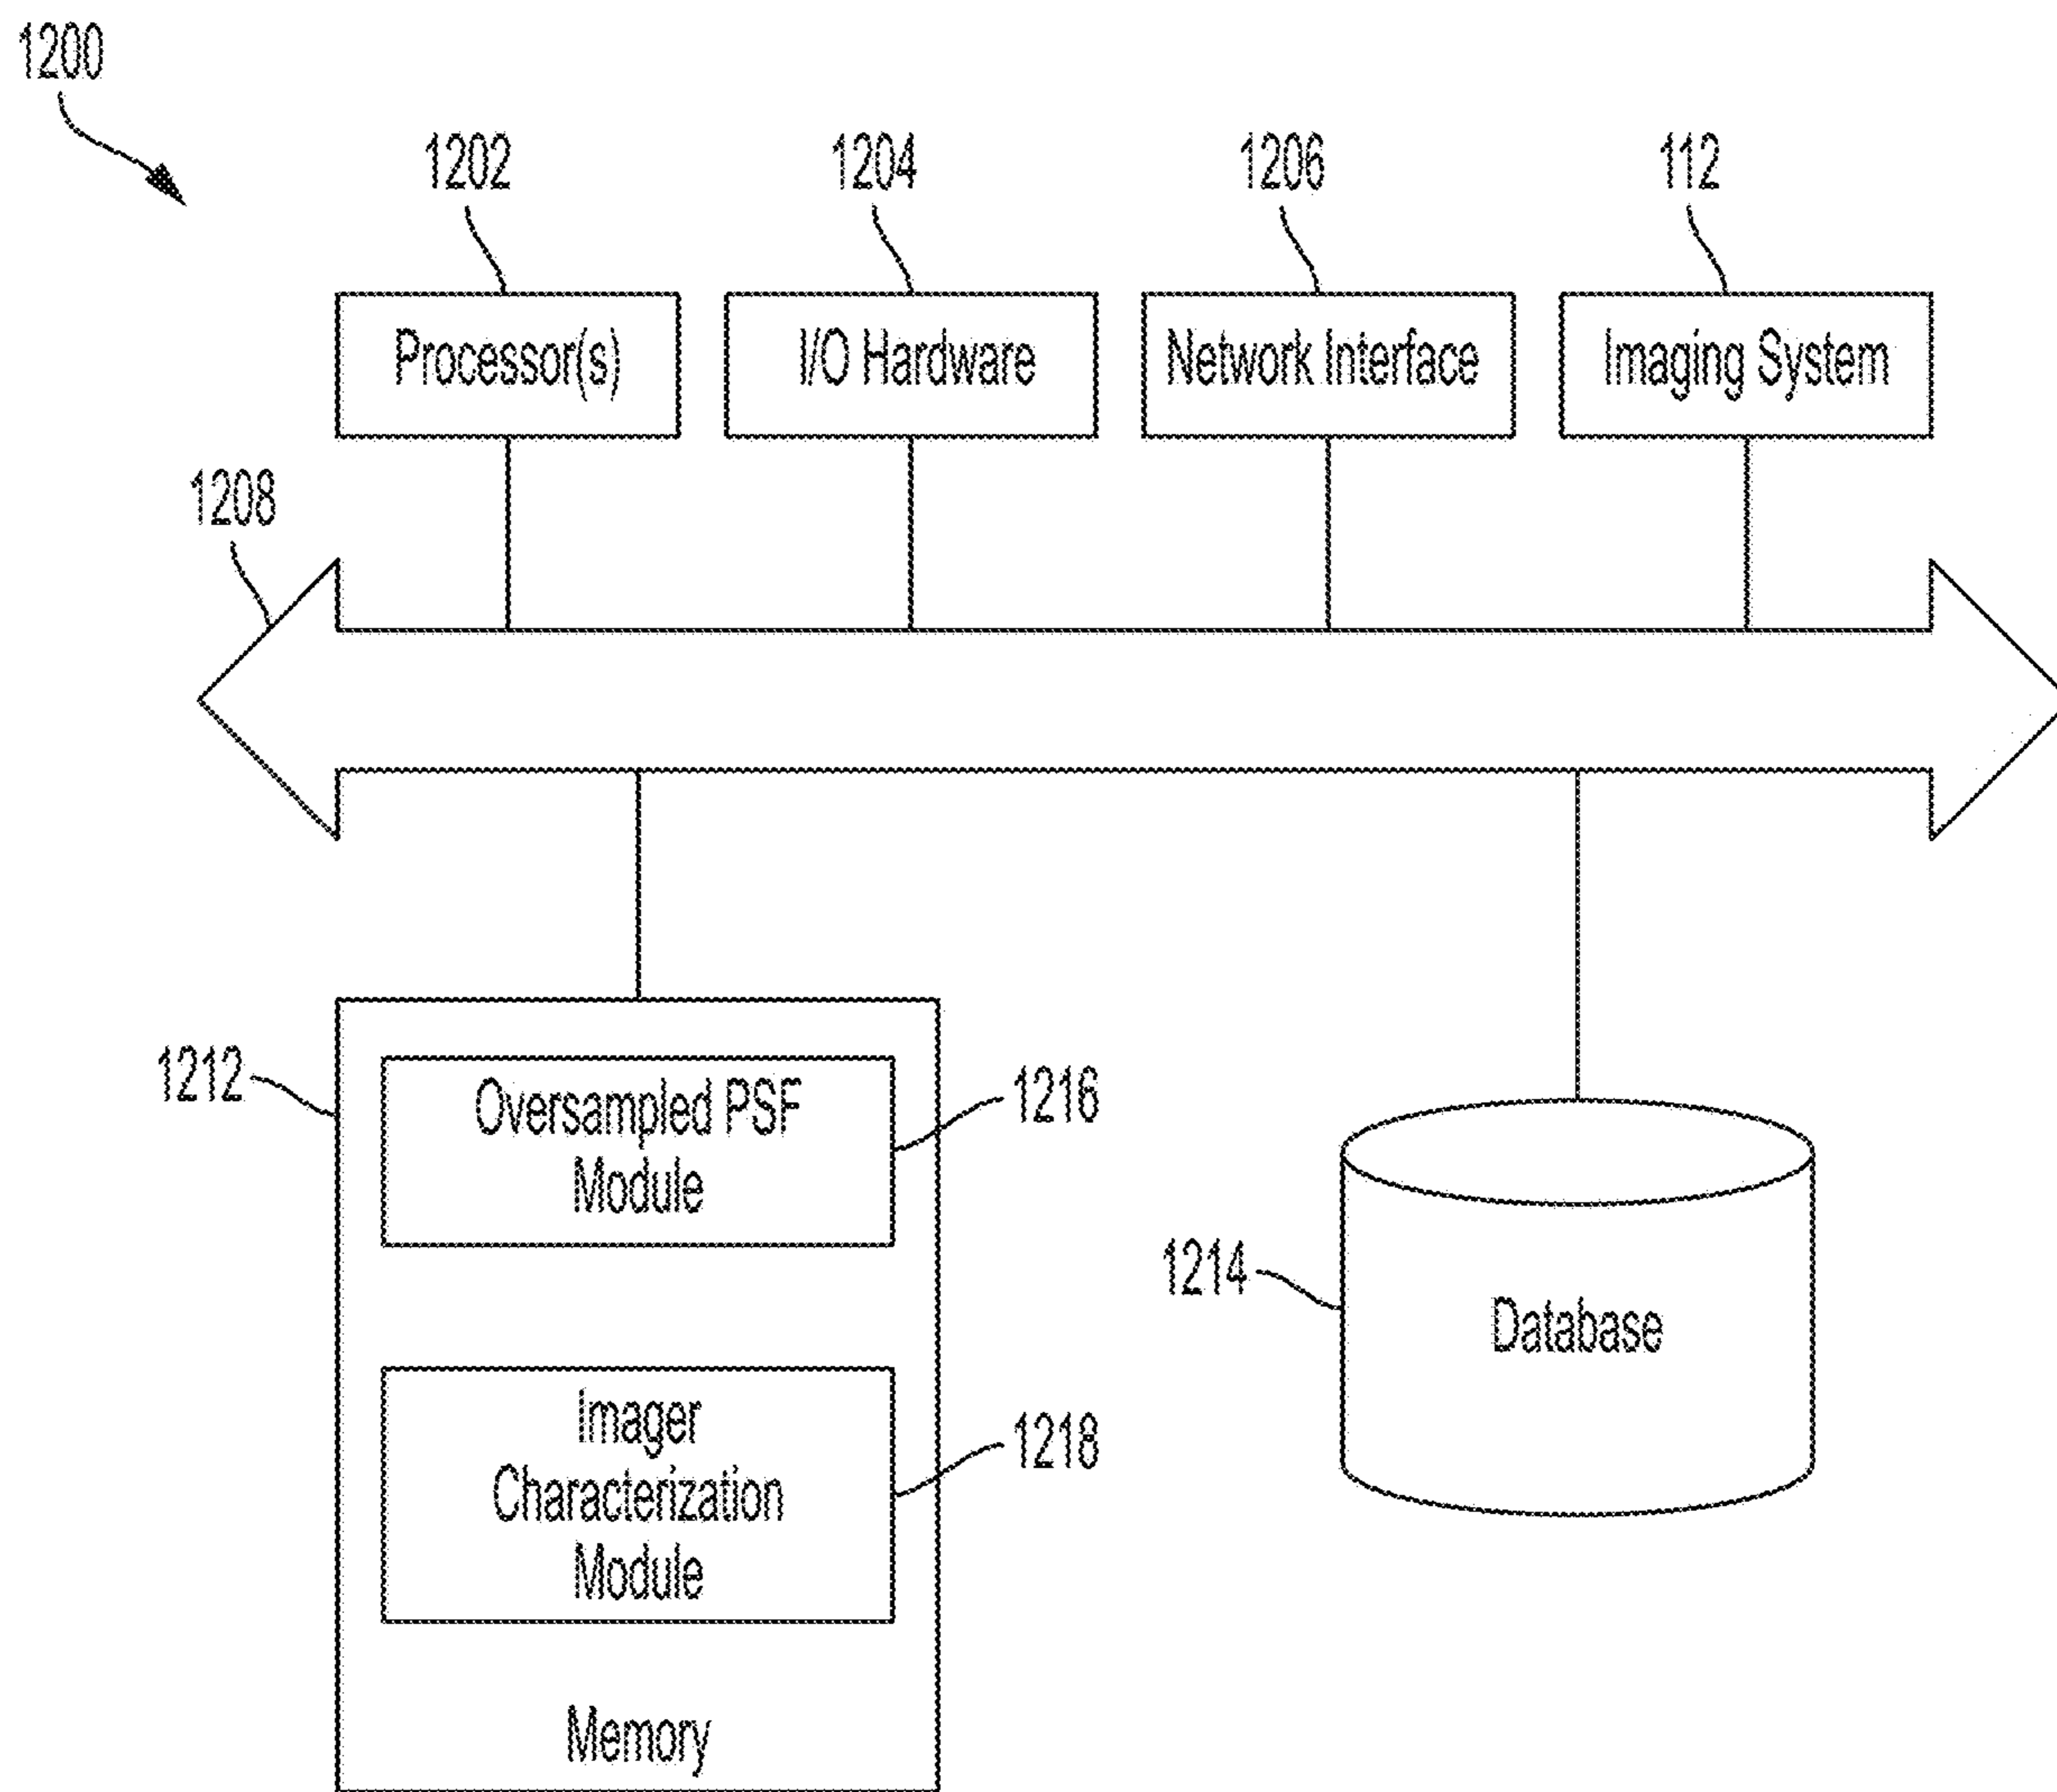 1200
1202
1204
1206
112
Processor(s)
I/O Hardware
Network Interface
Imaging System
1208
1212
Oversampled PSF
Module
1216
1214
Database
Imager
Characterization
Module
1218
Memory